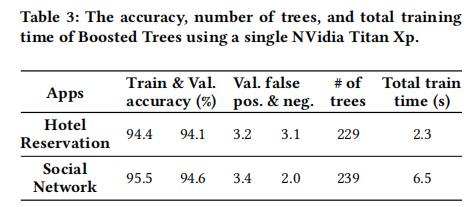 Table 3: The accuracy, number of trees, and total training
time of Boosted Trees using a single NVidia Titan Xp.
Apps Train & Val. accuracy (%) Val. false pos. & neg. # of trees Total train time (s)
Hotel Reservation 94.4 94.1 3.2 3.1 229 2.3
Social Network 95.5 94.6 3.4 2.0 239 6.5